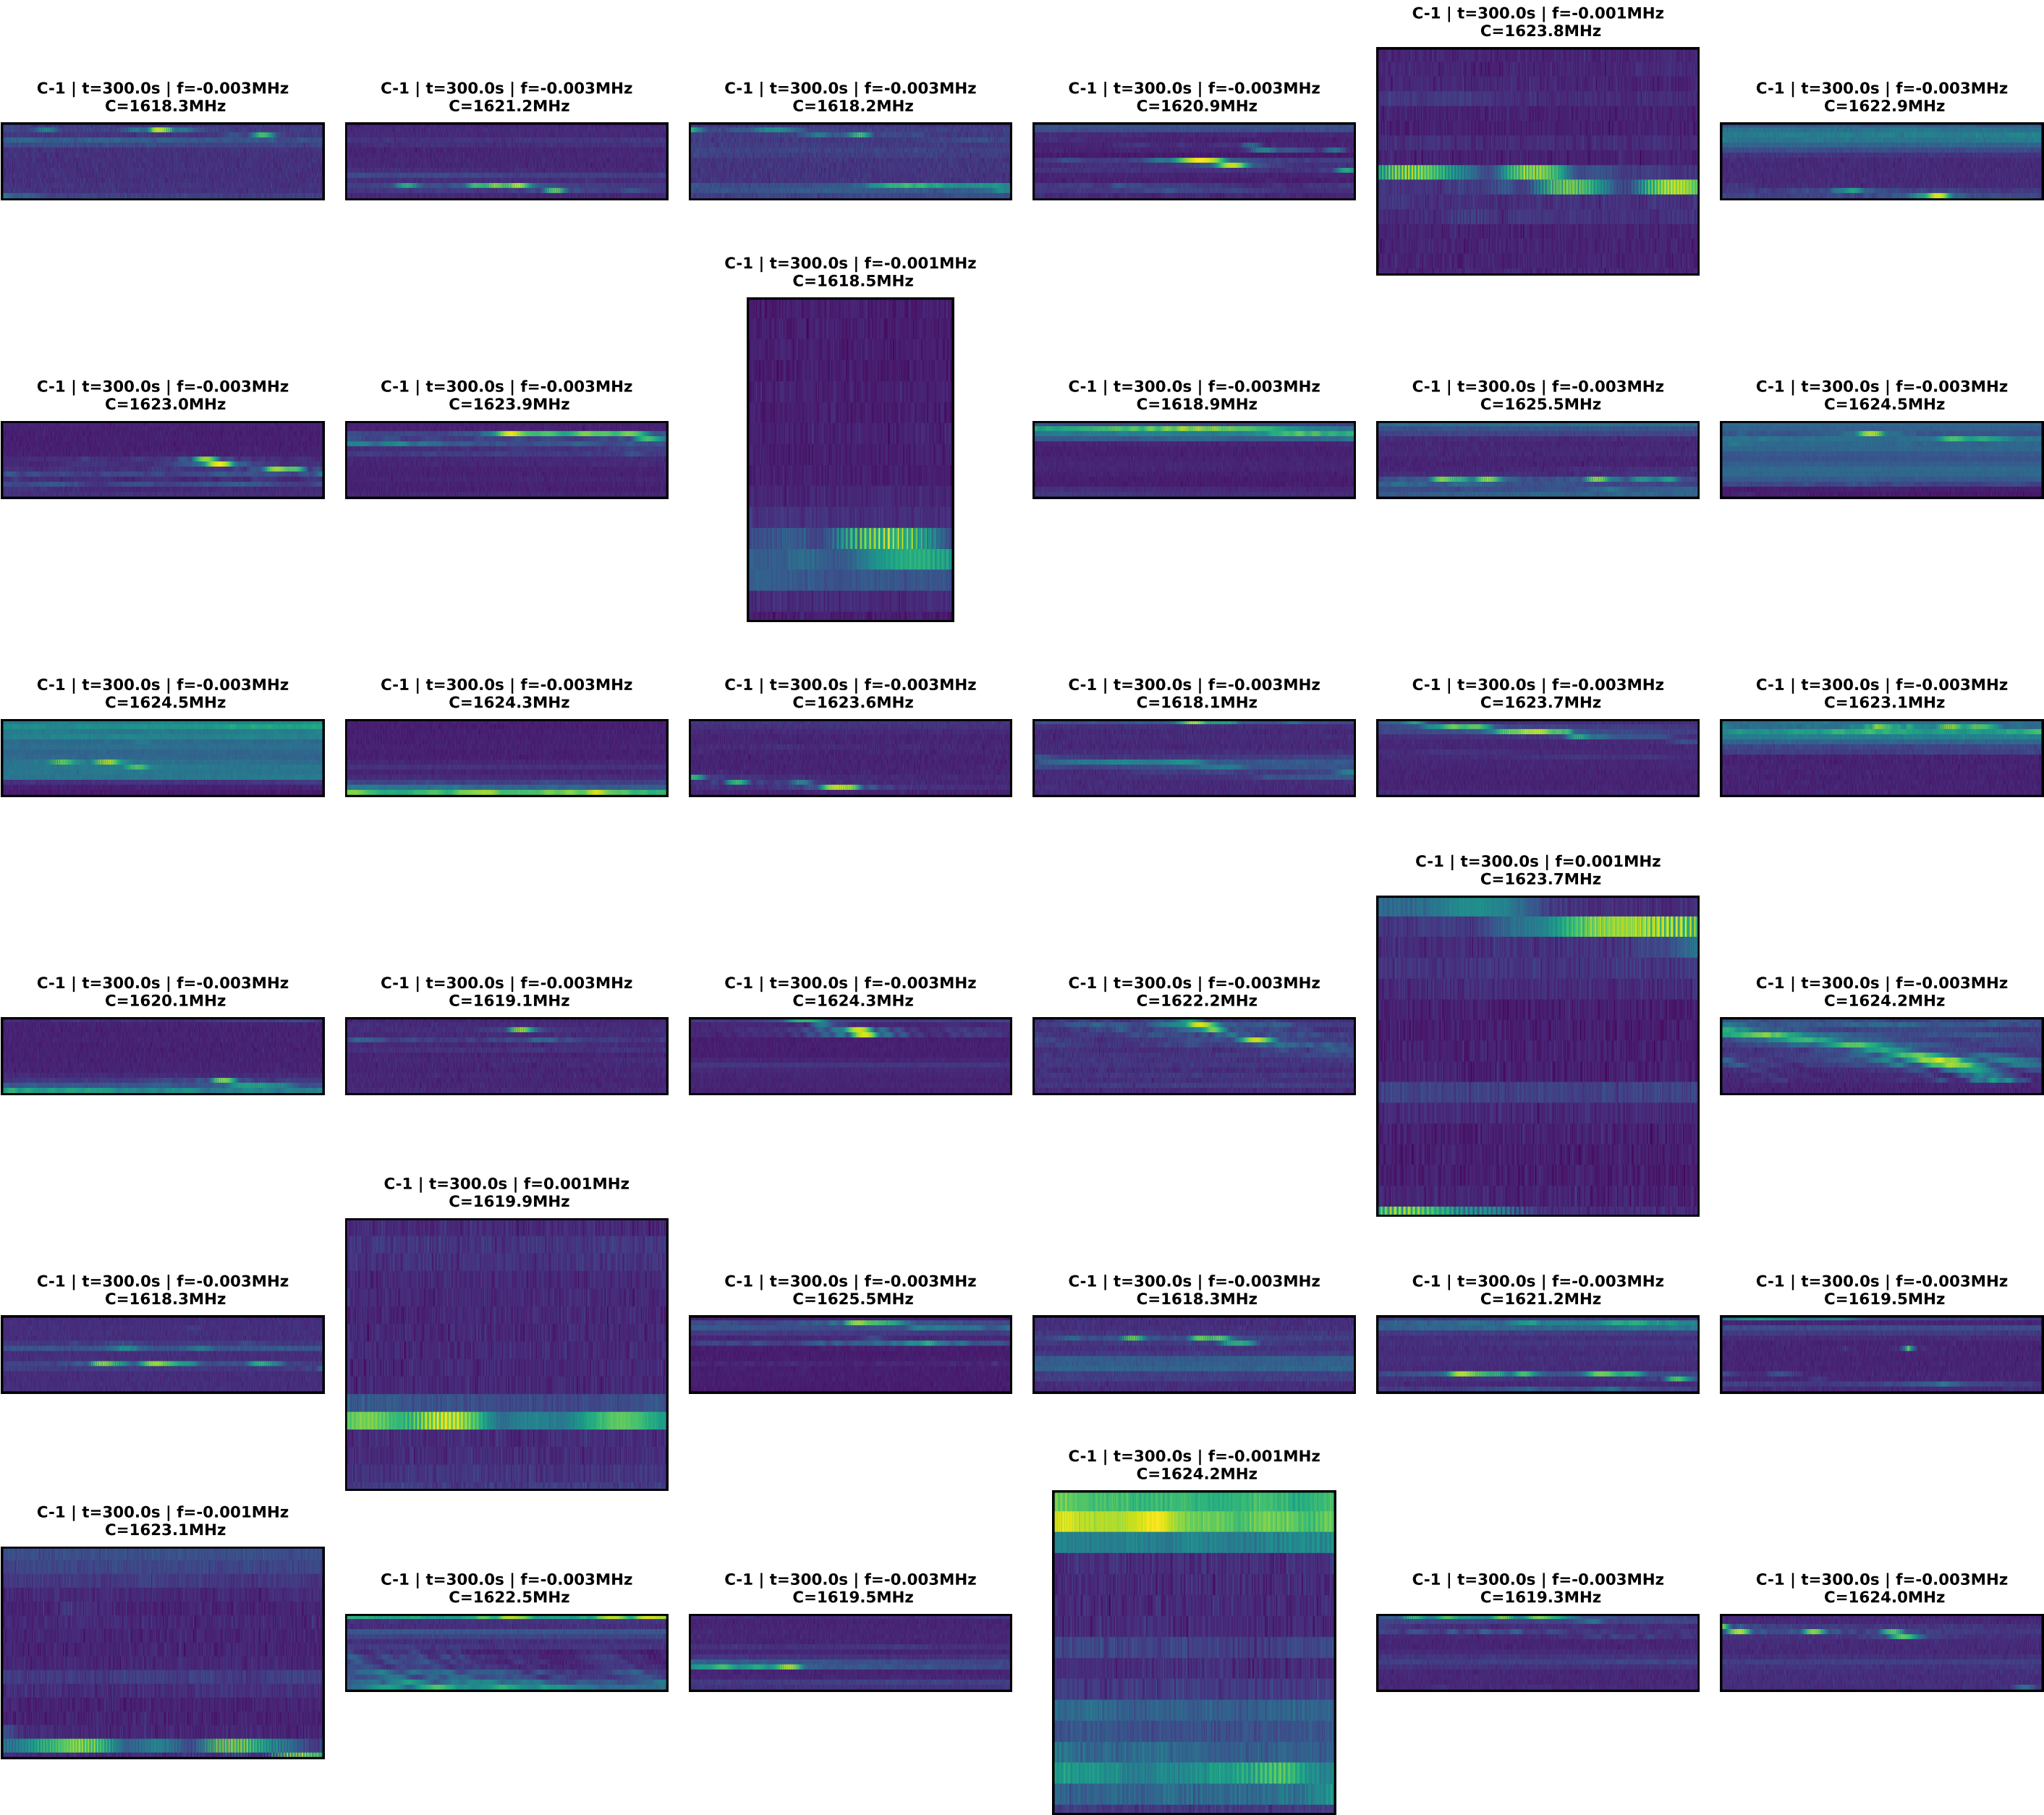 C-1 | t=300.0s | f=-0.001MHz
C=1623.8MHz
C-1 | t=300.0s | f=-0.003MHz
C=1618.3MHz
C-1 | t=300.0s | f=-0.003MHz
C=1621.2MHz
C-1 | t=300.0s | f=-0.003MHz
C=1618.2MHz
C-1 | t=300.0s | f=-0.003MHz
C=1620.9MHz
C-1 | t=300.0s | f=-0.003MHz
C=1622.9MHz
C-1 | t=300.0s | f=-0.001MHz
C=1618.5MHz
C-1 | t=300.0s | f=-0.003MHz
C=1623.0MHz
C-1 | t=300.0s | f=-0.003MHz
C=1623.9MHz
C-1 | t=300.0s | f=-0.003MHz
C=1618.9MHz
C-1 | t=300.0s | f=-0.003MHz
C=1625.5MHz
C-1 | t=300.0s | f=-0.003MHz
C=1624.5MHz
C-1 | t=300.0s | f=-0.003MHz
C=1624.5MHz
C-1 | t=300.0s | f=-0.003MHz
C=1624.3MHz
C-1 | t=300.0s | f=-0.003MHz
C=1623.6MHz
C-1 | t=300.0s | f=-0.003MHz
C=1618.1MHz
C-1 | t=300.0s | f=-0.003MHz
C=1623.7MHz
C-1 | t=300.0s | f=-0.003MHz
C=1623.1MHz
C-1 | t=300.0s | f=0.001MHz
C=1623.7MHz
C-1 | t=300.0s | f=-0.003MHz
C=1620.1MHz
C-1 | t=300.0s | f=-0.003MHz
C=1619.1MHz
C-1 | t=300.0s | f=-0.003MHz
C=1624.3MHz
C-1 | t=300.0s | f=-0.003MHz
C=1622.2MHz
C-1 | t=300.0s | f=-0.003MHz
C=1624.2MHz
C-1 | t=300.0s | f=0.001MHz
C=1619.9MHz
C-1 | t=300.0s | f=-0.003MHz
C=1618.3MHz
C-1 | t=300.0s | f=-0.003MHz
C=1625.5MHz
C-1 | t=300.0s | f=-0.003MHz
C=1618.3MHz
C-1 | t=300.0s | f=-0.003MHz
C=1621.2MHz
C-1 | t=300.0s | f=-0.003MHz
C=1619.5MHz
C-1 | t=300.0s | f=-0.001MHz
C=1624.2MHz
C-1 | t=300.0s | f=-0.001MHz
C=1623.1MHz
C-1 | t=300.0s | f=-0.003MHz
C=1622.5MHz
C-1 | t=300.0s | f=-0.003MHz
C=1619.5MHz
C-1 | t=300.0s | f=-0.003MHz
C=1619.3MHz
C-1 | t=300.0s | f=-0.003MHz
C=1624.0MHz